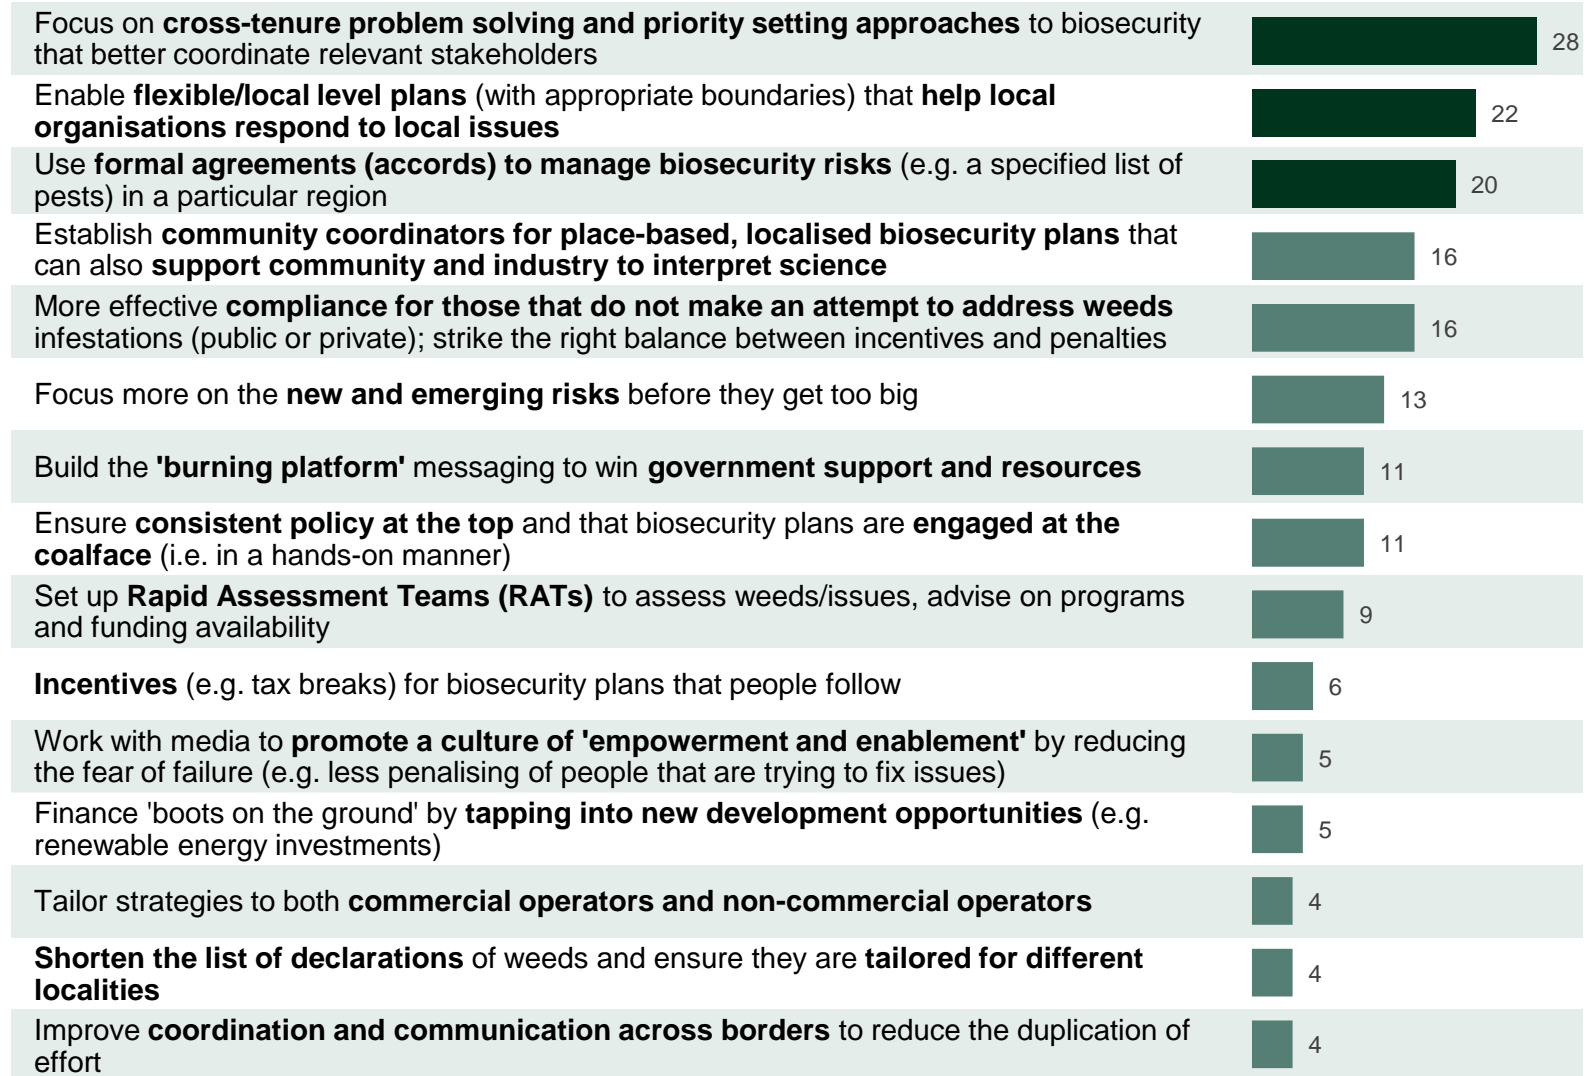 Focus on cross-tenure problem solving and priority setting approaches to biosecurity
that better coordinate relevant stakeholders
28
Enable flexible/local level plans (with appropriate boundaries) that help local
organisations respond to local issues
22
Use formal agreements (accords) to manage biosecurity risks (e.g. a specified list of
pests) in a particular region
20
Establish community coordinators for place-based, localised biosecurity plans that
can also support community and industry to interpret science
16
More effective compliance for those that do not make an attempt to address weeds
infestations (public or private); strike the right balance between incentives and penalties
16
Focus more on the new and emerging risks before they get too big
13
Build the 'burning platform' messaging to win government support and resources
11
Ensure consistent policy at the top and that biosecurity plans are engaged at the
coalface (i.e. in a hands-on manner)
11
Set up Rapid Assessment Teams (RATs) to assess weeds/issues, advise on programs
and funding availability
9
Incentives (e.g. tax breaks) for biosecurity plans that people follow
6
Work with media to promote a culture of 'empowerment and enablement' by reducing
the fear of failure (e.g. less penalising of people that are trying to fix issues)
5
Finance 'boots on the ground' by tapping into new development opportunities (e.g.
renewable energy investments)
5
Tailor strategies to both commercial operators and non-commercial operators
4
Shorten the list of declarations of weeds and ensure they are tailored for different
localities
4
Improve coordination and communication across borders to reduce the duplication of
effort
4